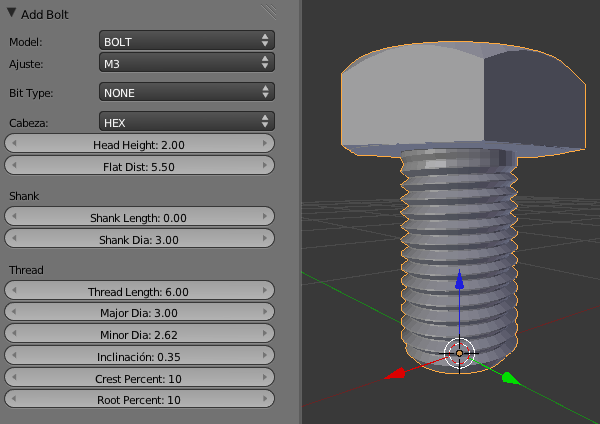 Add Bolt
Model: BOLT
Ajuste: M3
Bit Type: NONE
Cabeza: HEX
Head Height: 2.00
Flat Dist: 5.50
Shank
Shank Length: 0.00
Shank Dia: 3.00
Thread
Thread Length: 6.00
Major Dia: 3.00
Minor Dia: 2.62
Inclinación: 0.35
Crest Percent: 10
Root Percent: 10